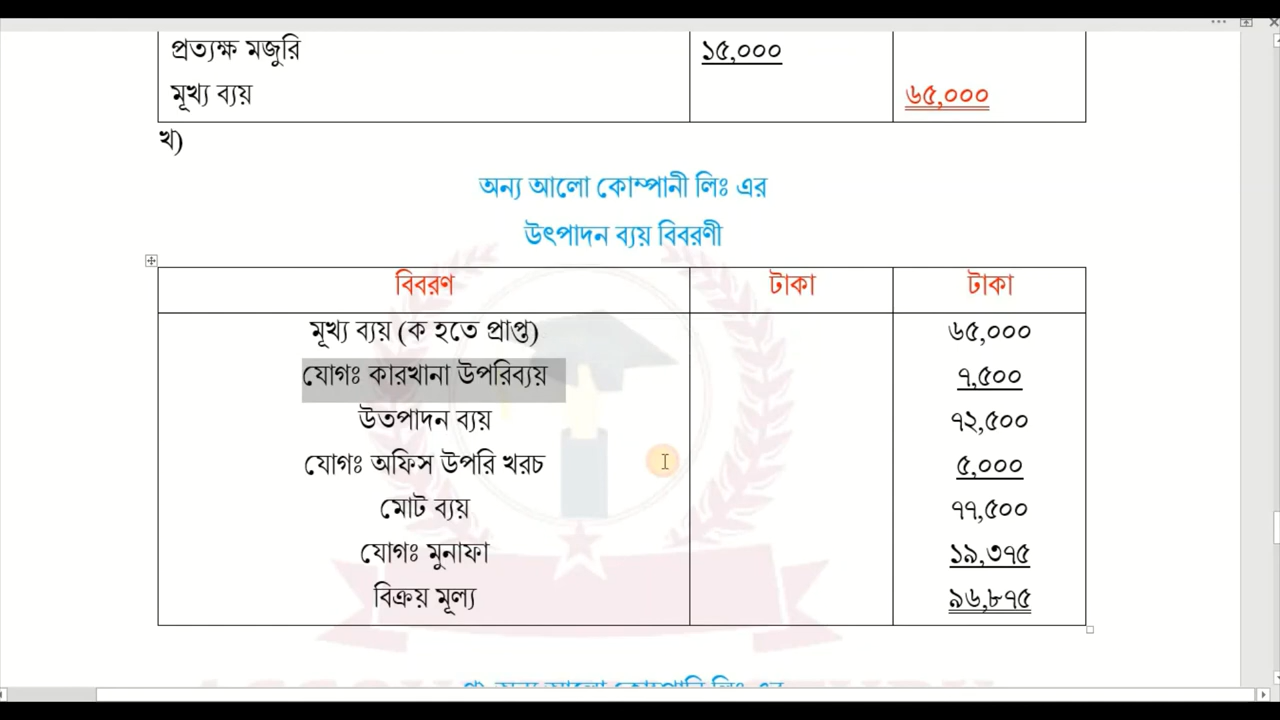 প্রত্যক্ষ মজুরি ১৫,০০০
মূখ্য ব্যয় ৬৫,০০০
খ)
অন্য আলো কোম্পানী লিঃ এর
উৎপাদন ব্যয় বিবরণী
বিবরণ টাকা টাকা
মূখ্য ব্যয় (ক হতে প্রাপ্ত) ৬৫,০০০
যোগঃ কারখানা উপরিব্যয় ৭,৫০০
উতপাদন ব্যয় ৭২,৫০০
যোগঃ অফিস উপরি খরচ ৫,০০০
মোট ব্যয় ৭৭,৫০০
যোগঃ মুনাফা ১৯,৩৭৫
বিক্রয় মূল্য ৯৬,৮৭৫